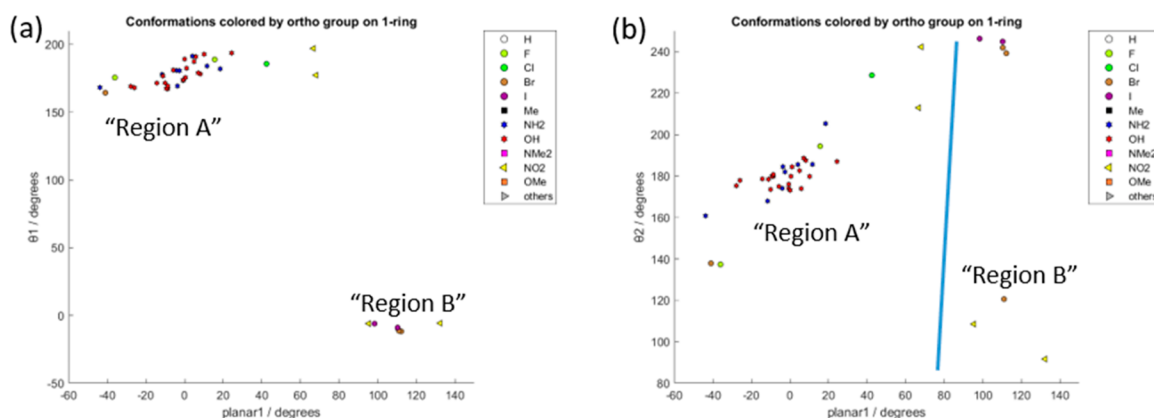 (a)
Conformations colored by ortho group on 1-ring
200
150
100
50
0
-50
θ1 / degrees
-60
-40
-20
0
20
40
60
80
100
120
140
planar1 / degrees
"Region A"
"Region B"
H
F
Cl
Br
I
Me
NH2
OH
NMe2
NO2
OMe
others
(b)
Conformations colored by ortho group on 1-ring
240
220
200
180
160
140
120
100
80
θ2 / degrees
-60
-40
-20
0
20
40
60
80
100
120
140
planar1 / degrees
"Region A"
"Region B"
H
F
Cl
Br
I
Me
NH2
OH
NMe2
NO2
OMe
others